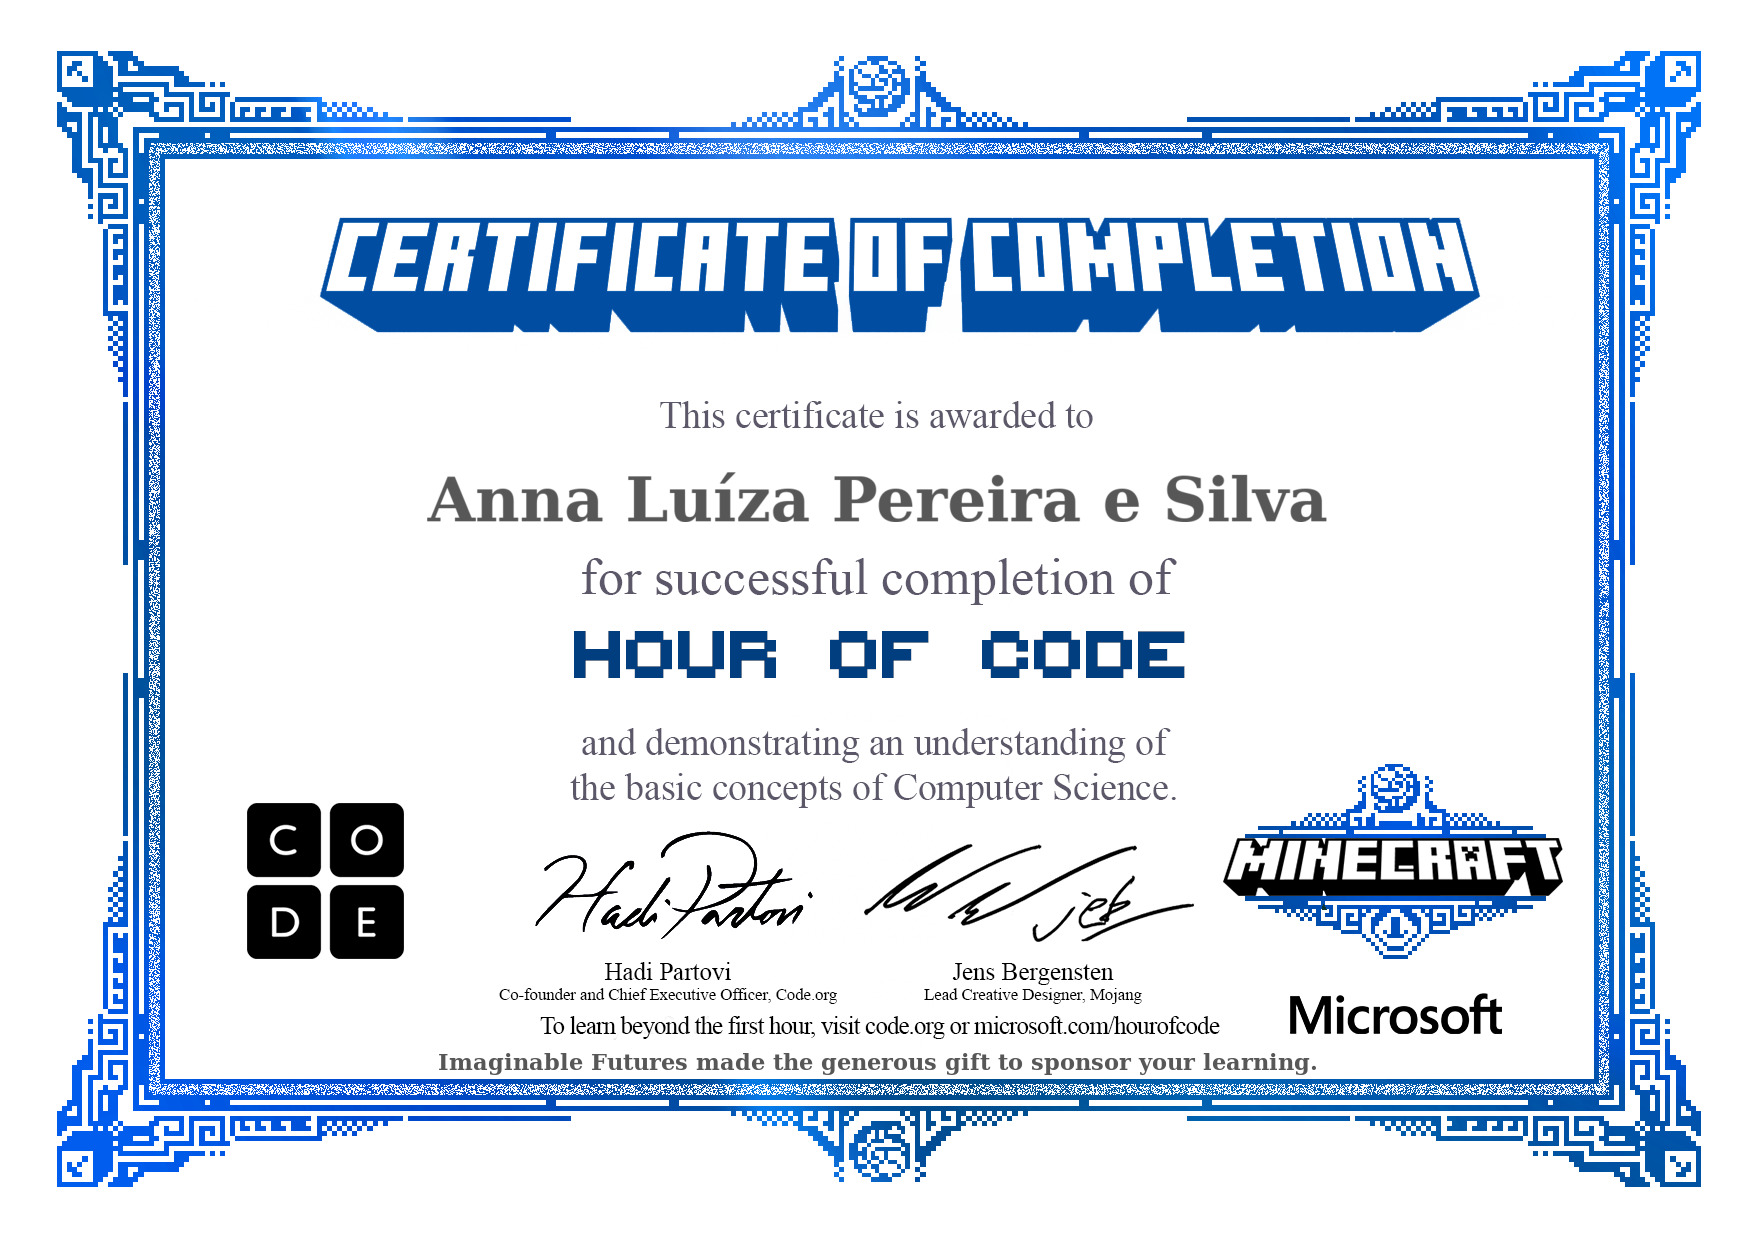 CERTIFICATE OF COMPLETION
This certificate is awarded to
Anna Luíza Pereira e Silva
for successful completion of
HOUR OF CODE
and demonstrating an understanding of
the basic concepts of Computer Science.
C O
D E
Hadi Partovi
jeb
MINECRAFT
Hadi Partovi
Co-founder and Chief Executive Officer, Code.org
Jens Bergensten
Lead Creative Designer, Mojang
Microsoft
To learn beyond the first hour, visit code.org or microsoft.com/hourofcode
Imaginable Futures made the generous gift to sponsor your learning.